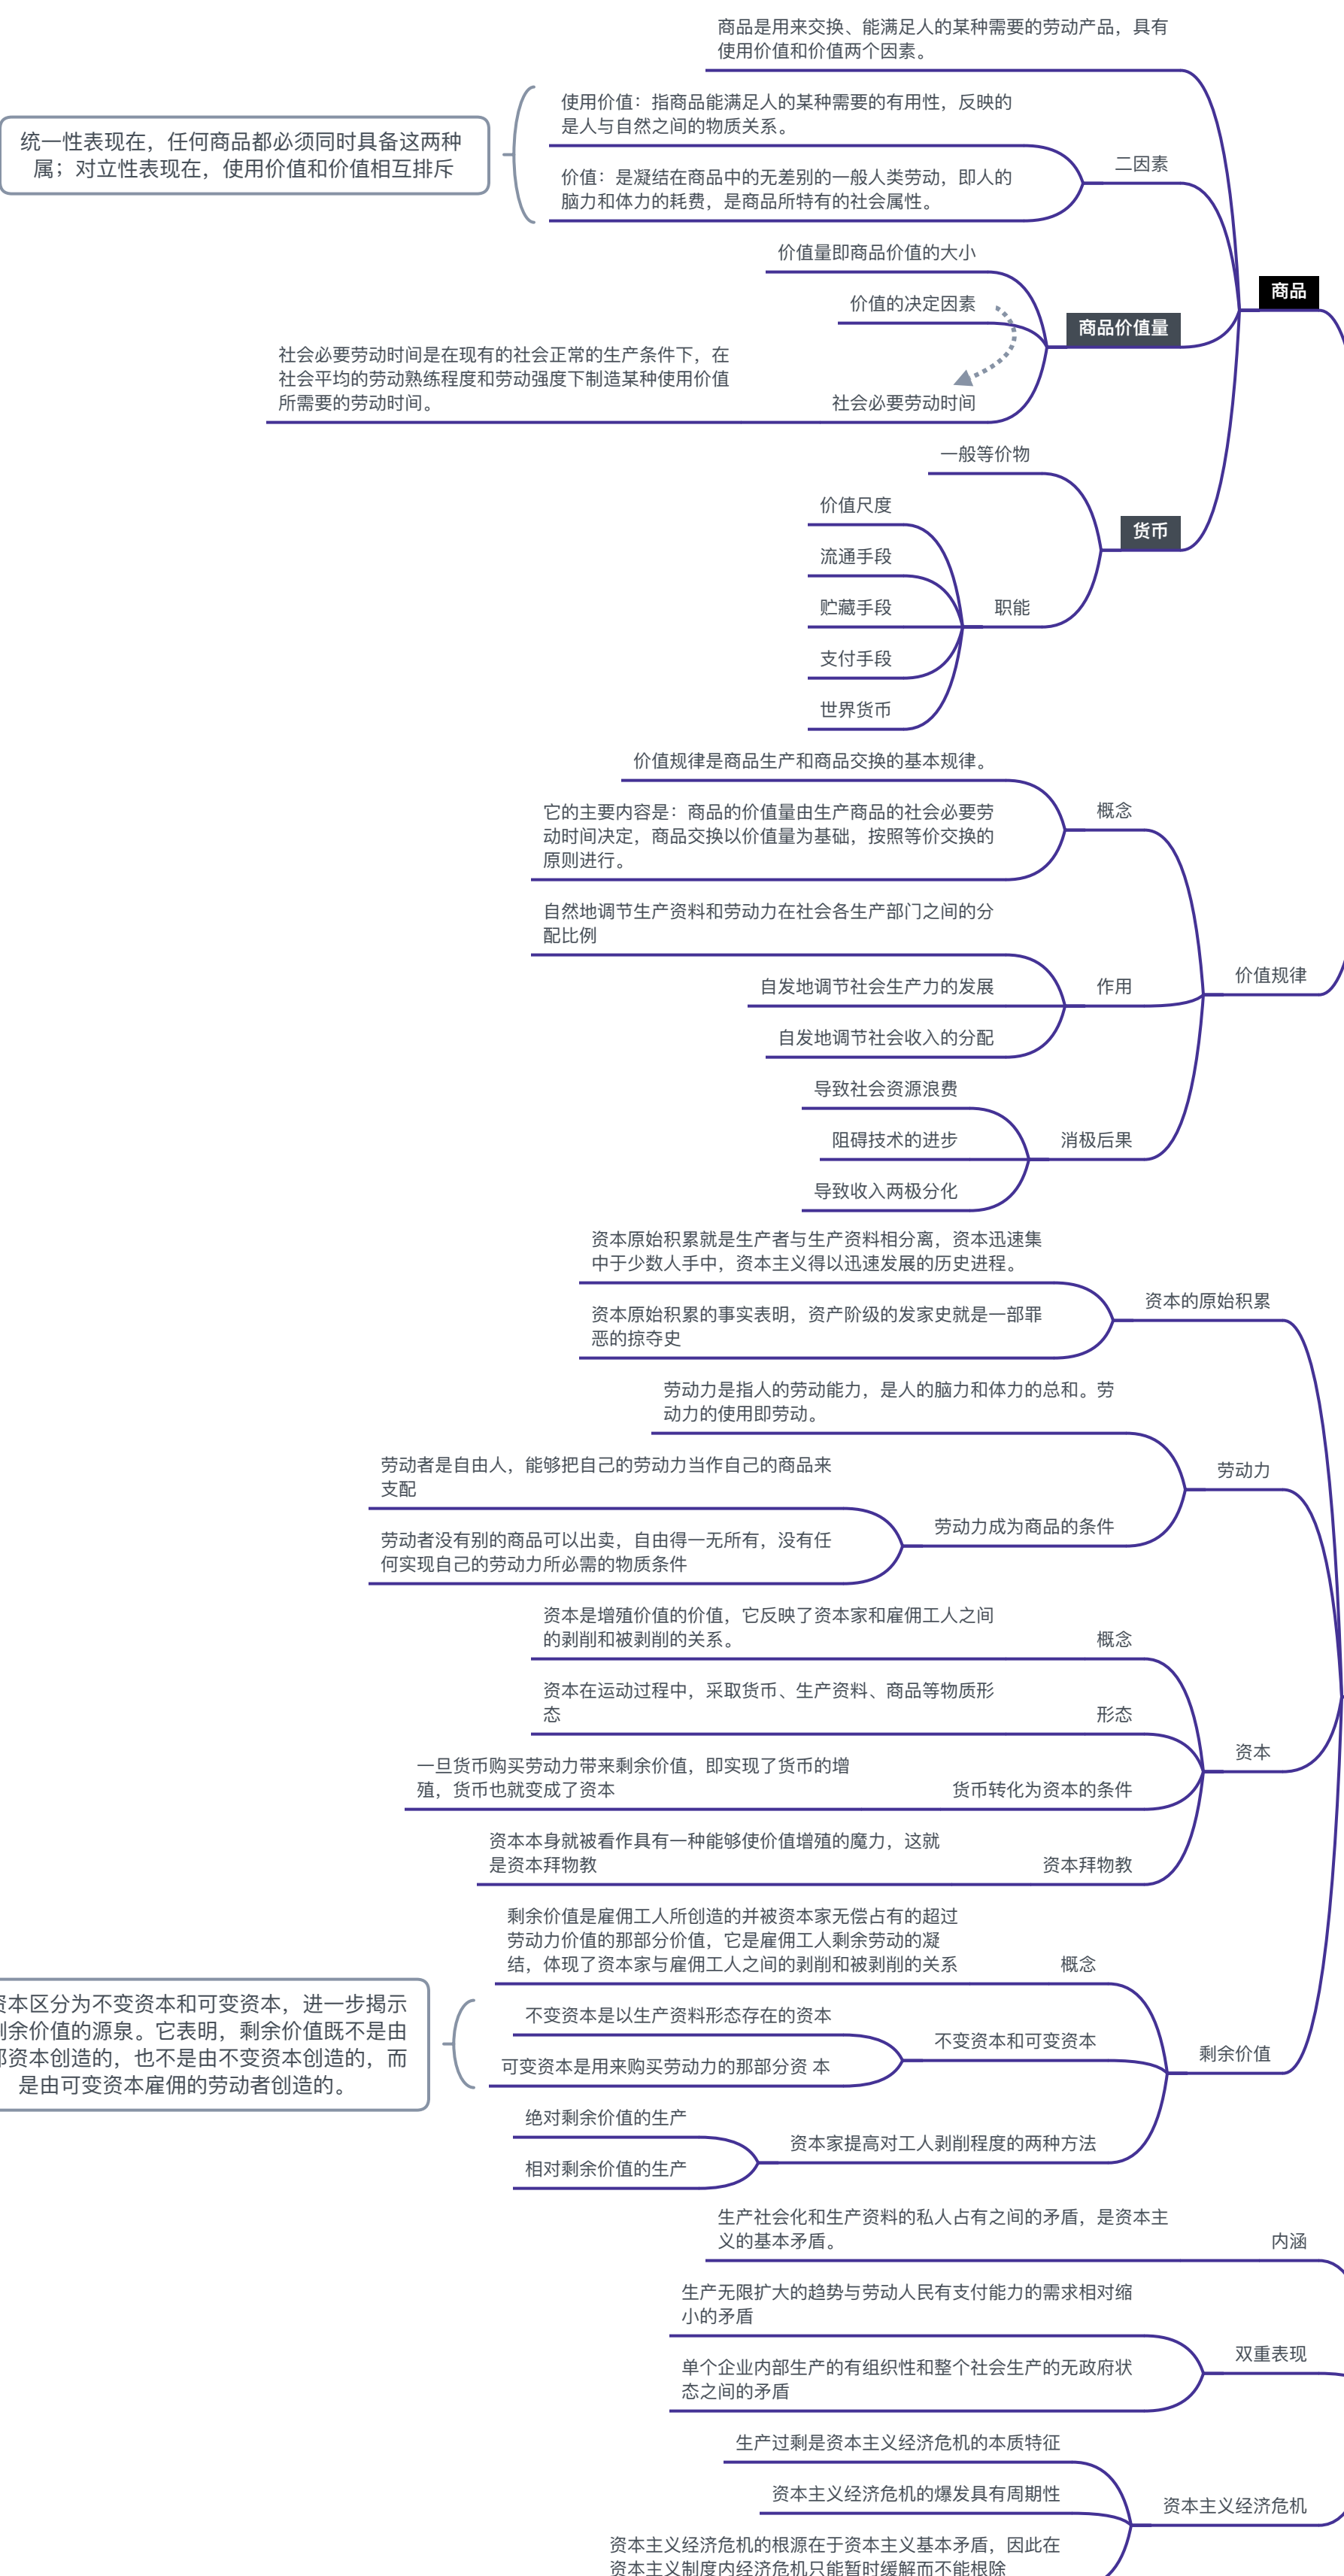 商品是用来交换、能满足人的某种需要的劳动产品，具有
使用价值和价值两个因素。
使用价值：指商品能满足人的某种需要的有用性，反映的
是人与自然之间的物质关系。
统一性表现在，任何商品都必须同时具备这两种
属；对立性表现在，使用价值和价值相互排斥
二因素
价值：是凝结在商品中的无差别的一般人类劳动，即人的
脑力和体力的耗费，是商品所特有的社会属性。
价值量即商品价值的大小
商品
价值的决定因素
商品价值量
社会必要劳动时间是在现有的社会正常的生产条件下，在
社会平均的劳动熟练程度和劳动强度下制造某种使用价值
所需要的劳动时间。
社会必要劳动时间
一般等价物
价值尺度
货币
流通手段
贮藏手段
职能
支付手段
世界货币
价值规律是商品生产和商品交换的基本规律。
概念
它的主要内容是：商品的价值量由生产商品的社会必要劳
动时间决定，商品交换以价值量为基础，按照等价交换的
原则进行。
自然地调节生产资料和劳动力在社会各生产部门之间的分
配比例
价值规律
自发地调节社会生产力的发展
作用
自发地调节社会收入的分配
导致社会资源浪费
阻碍技术的进步
消极后果
导致收入两极分化
资本原始积累就是生产者与生产资料相分离，资本迅速集
中于少数人手中，资本主义得以迅速发展的历史进程。
资本的原始积累
资本原始积累的事实表明，资产阶级的发家史就是一部罪
恶的掠夺史
劳动力是指人的劳动能力，是人的脑力和体力的总和。劳
动力的使用即劳动。
劳动力
劳动者是自由人，能够把自己的劳动力当作自己的商品来
支配
劳动力成为商品的条件
劳动者没有别的商品可以出卖，自由得一无所有，没有任
何实现自己的劳动力所必需的物质条件
资本是增殖价值的价值，它反映了资本家和雇佣工人之间
的剥削和被剥削的关系。
概念
资本在运动过程中，采取货币、生产资料、商品等物质形
态
形态
资本
一旦货币购买劳动力带来剩余价值，即实现了货币的增
殖，货币也就变成了资本
货币转化为资本的条件
资本本身就被看作具有一种能够使价值增殖的魔力，这就
是资本拜物教
资本拜物教
剩余价值是雇佣工人所创造的并被资本家无偿占有的超过
劳动力价值的那部分价值，它是雇佣工人剩余劳动的凝
结，体现了资本家与雇佣工人之间的剥削和被剥削的关系
概念
资本区分为不变资本和可变资本，进一步揭示
剩余价值的源泉。它表明，剩余价值既不是由
部资本创造的，也不是由不变资本创造的，而
是由可变资本雇佣的劳动者创造的。
不变资本是以生产资料形态存在的资本
不变资本和可变资本
可变资本是用来购买劳动力的那部分资 本
剩余价值
绝对剩余价值的生产
资本家提高对工人剥削程度的两种方法
相对剩余价值的生产
生产社会化和生产资料的私人占有之间的矛盾，是资本主
义的基本矛盾。
内涵
生产无限扩大的趋势与劳动人民有支付能力的需求相对缩
小的矛盾
双重表现
单个企业内部生产的有组织性和整个社会生产的无政府状
态之间的矛盾
生产过剩是资本主义经济危机的本质特征
资本主义经济危机的爆发具有周期性
资本主义经济危机
资本主义经济危机的根源在于资本主义基本矛盾，因此在
资本主义制度内经济危机只能暂时缓解而不能根除